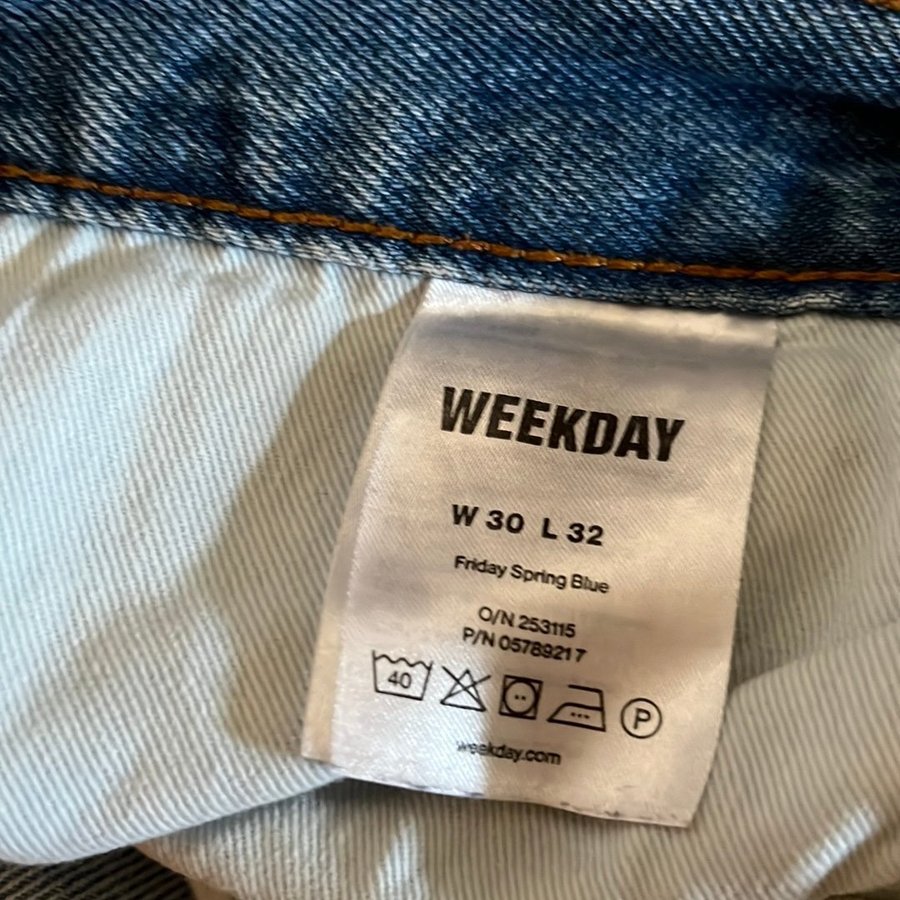 WEEKDAY
W 30 L 32
Friday Spring Blue
O/N 253115
P/N 05789217
40 P
weekday.com